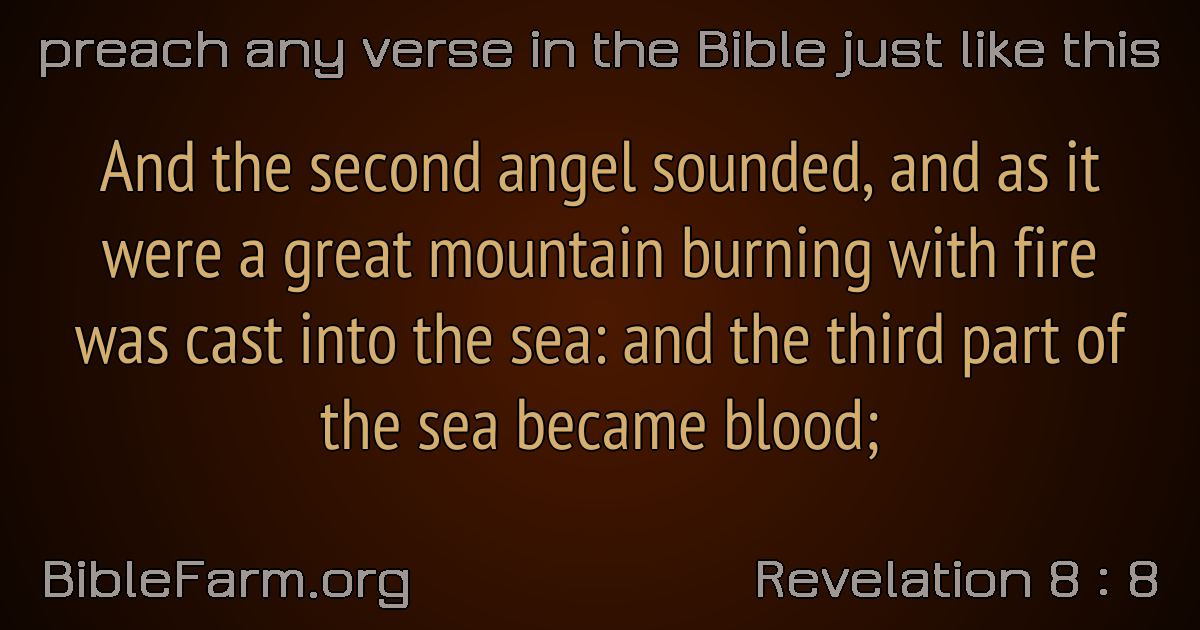 preach any verse in the Bible just like this
And the second angel sounded, and as it
were a great mountain burning with fire
was cast into the sea: and the third part of
the sea became blood;
BibleFarm.org
Revelation 8 : 8